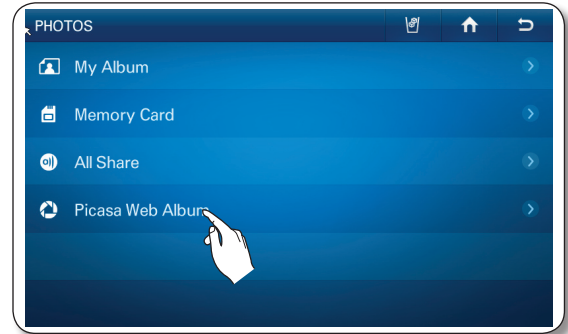 PHOTOS
My Album
Memory Card
All Share
Picasa Web Album